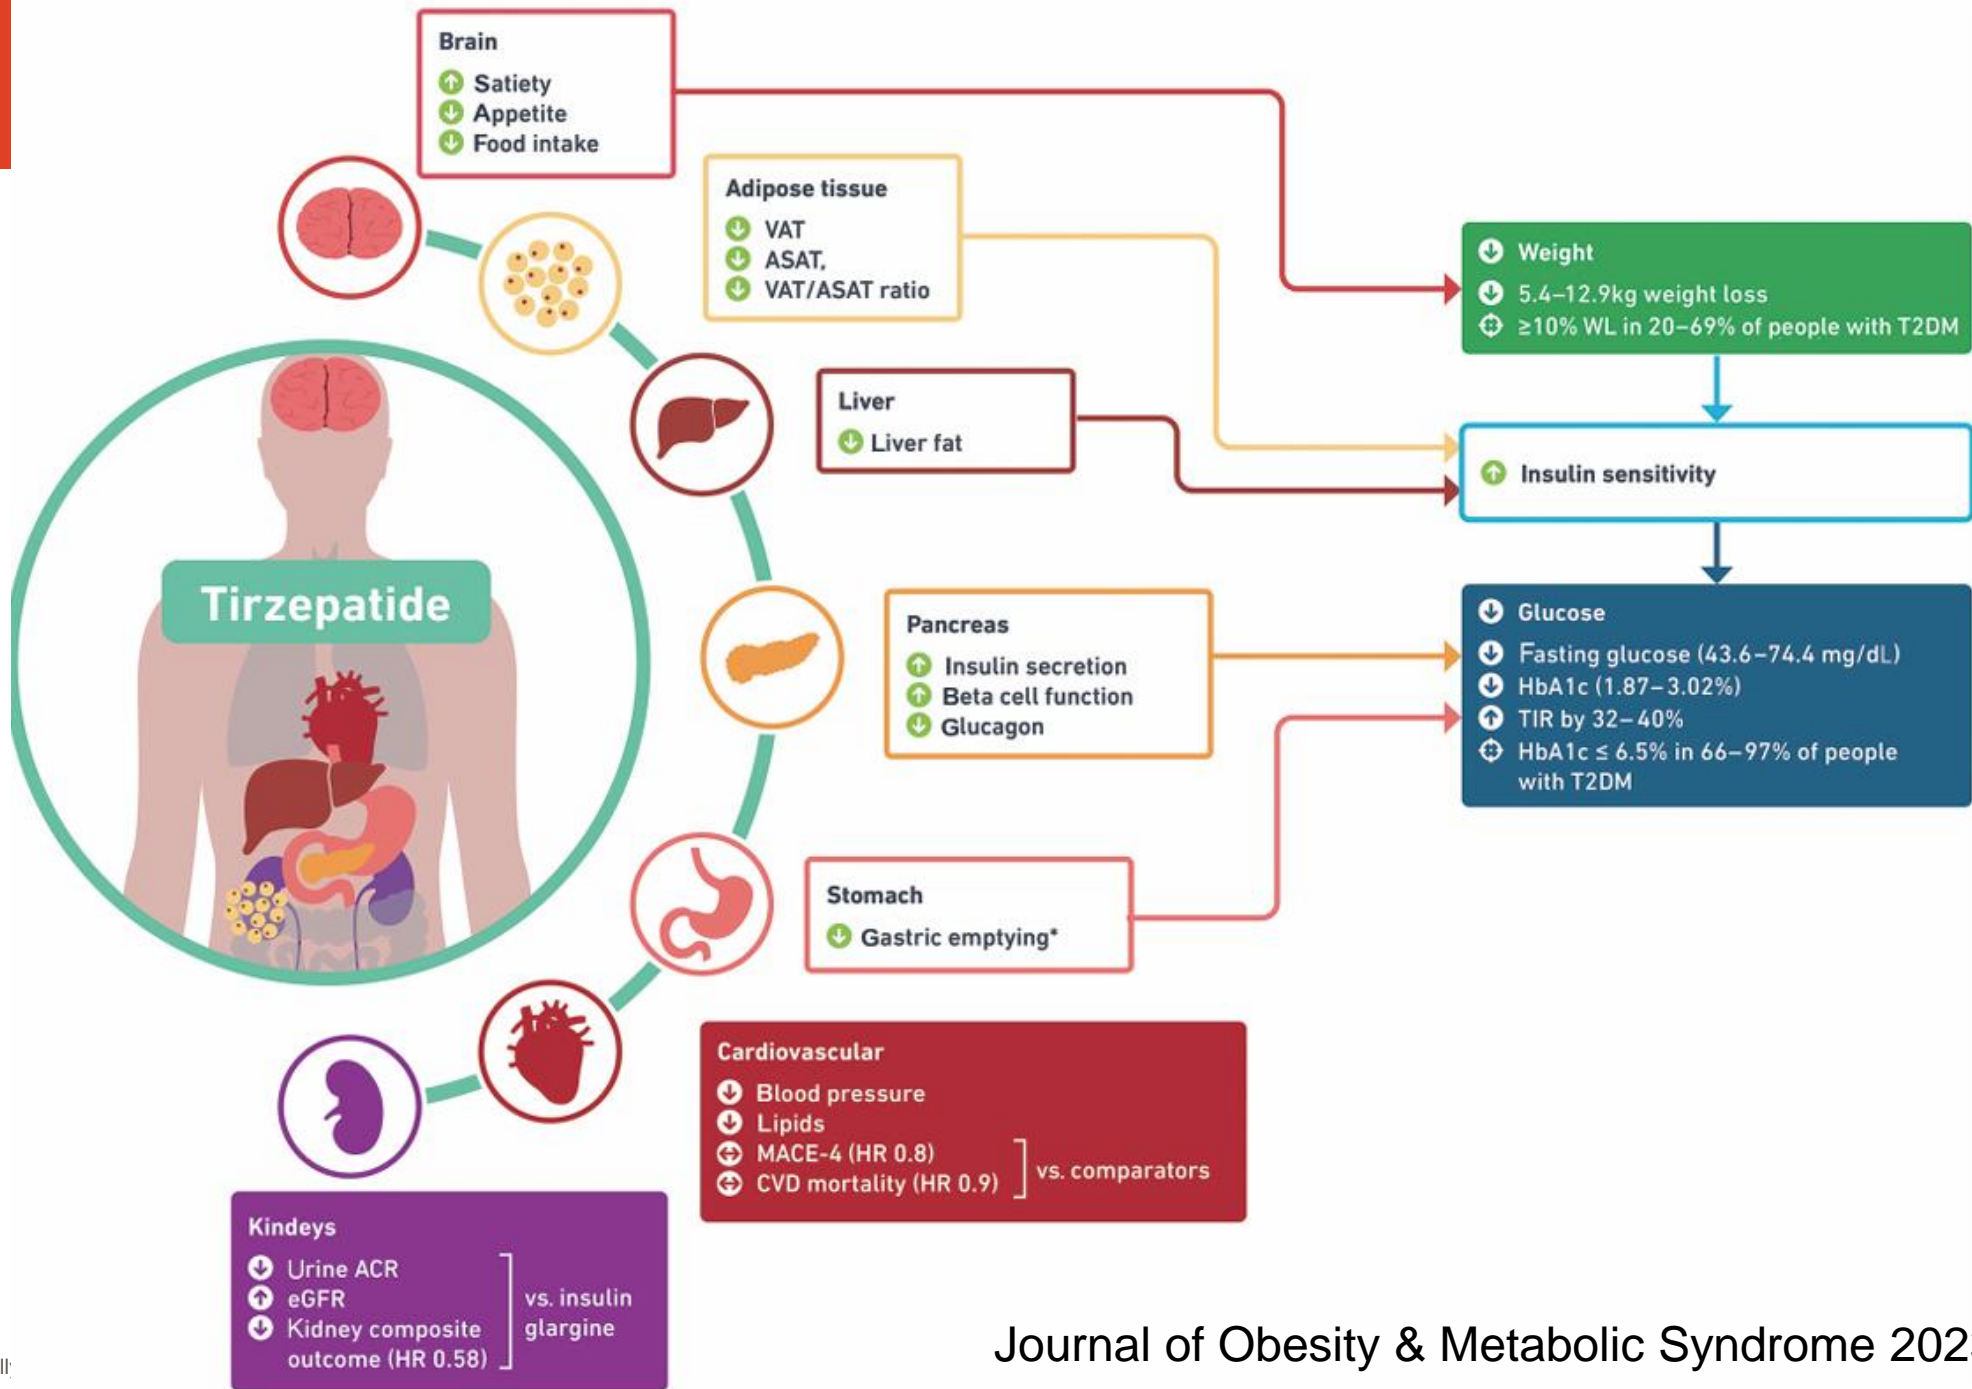 Brain
Satiety
Appetite
Food intake
Adipose tissue
VAT
ASAT,
VAT/ASAT ratio
Weight
5.4–12.9kg weight loss
≥10% WL in 20–69% of people with T2DM
Liver
Liver fat
Insulin sensitivity
Tirzepatide
Pancreas
Insulin secretion
Beta cell function
Glucagon
Glucose
Fasting glucose (43.6–74.4 mg/dL)
HbA1c (1.87–3.02%)
TIR by 32–40%
HbA1c ≤ 6.5% in 66–97% of people
with T2DM
Stomach
Gastric emptying*
Cardiovascular
Blood pressure
Lipids
MACE-4 (HR 0.8)
CVD mortality (HR 0.9)
vs. comparators
Kindeys
Urine ACR
eGFR
Kidney composite
outcome (HR 0.58)
vs. insulin
glargine
Journal of Obesity & Metabolic Syndrome